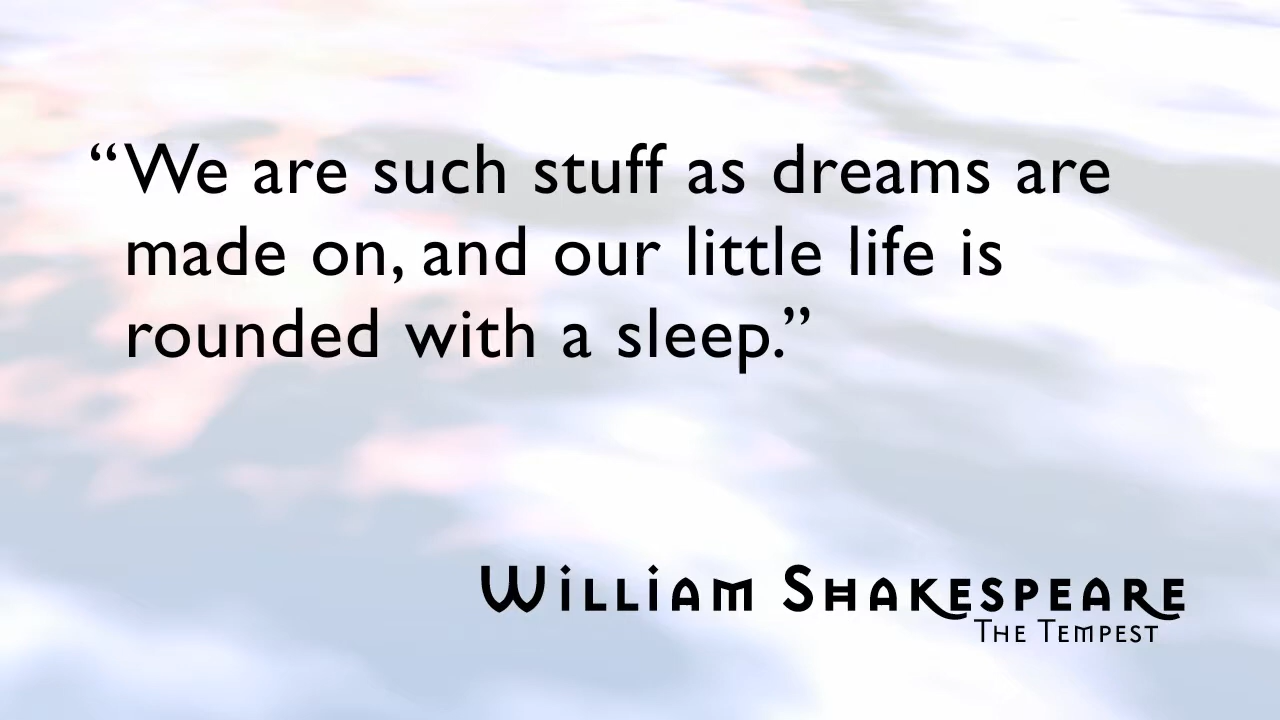 “We are such stuff as dreams are
made on, and our little life is
rounded with a sleep.”
William Shakespeare
The Tempest